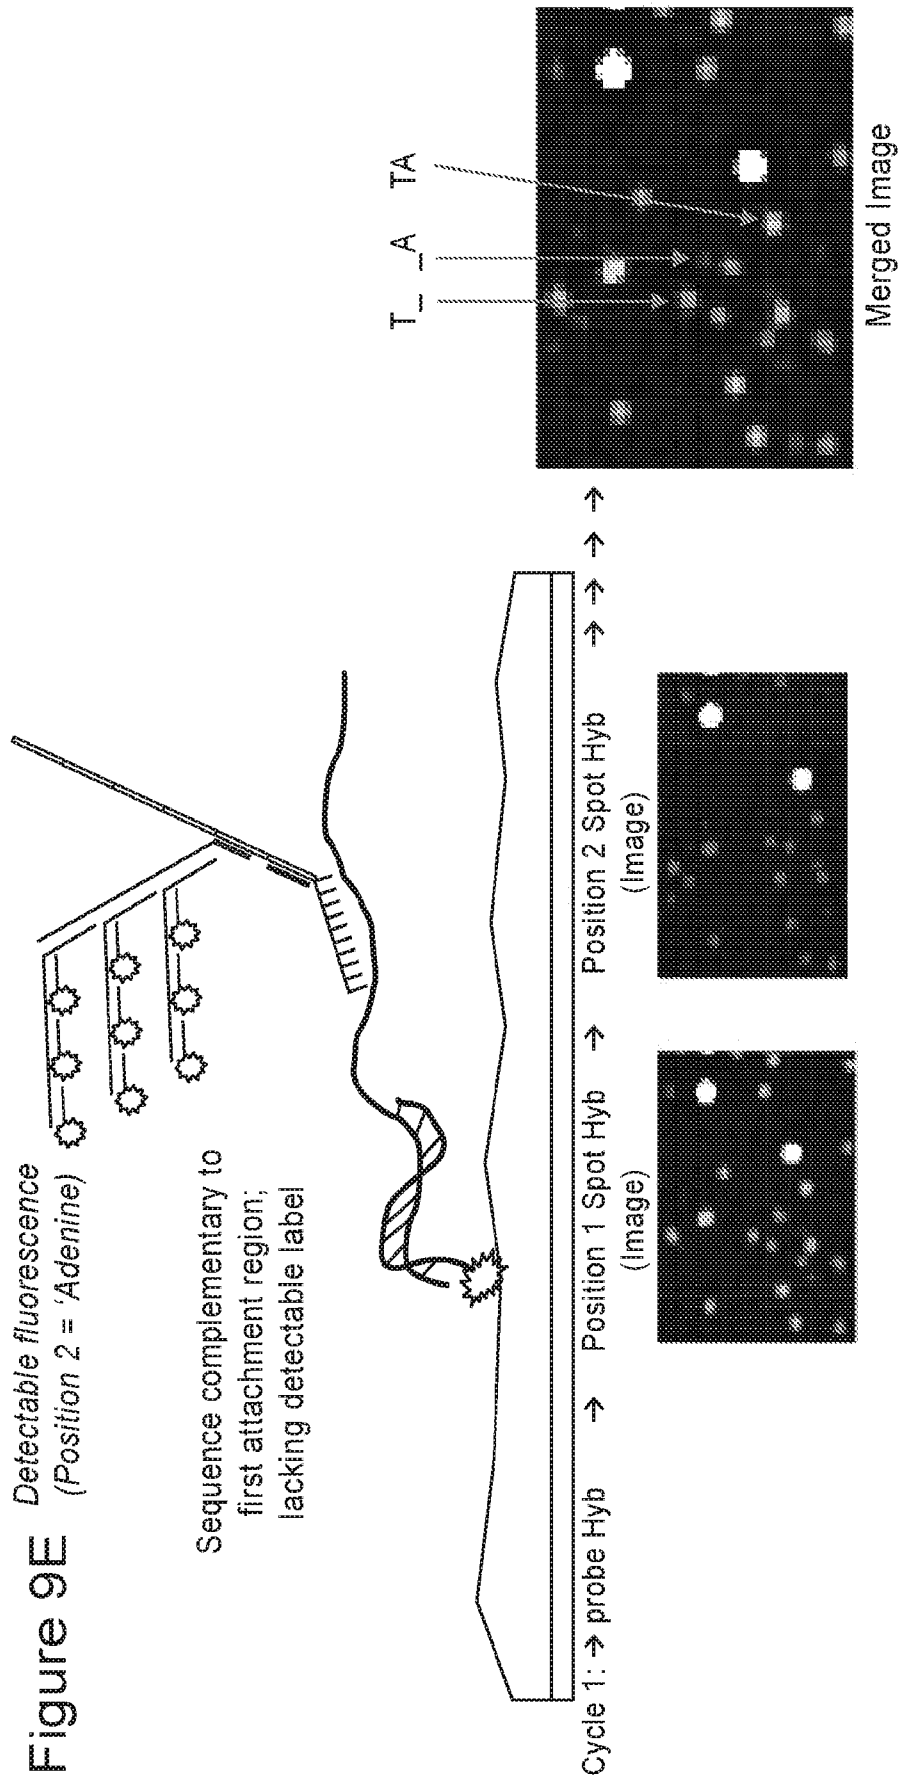 Figure 9E
Detectable fluorescence
(Position 2 = 'Adenine)
Sequence complementary to
first attachment region;
lacking detectable label
Cycle 1: → probe Hyb → Position 1 Spot Hyb → Position 2 Spot Hyb → → → →
(Image)
(Image)
T_ _A TA
Merged Image